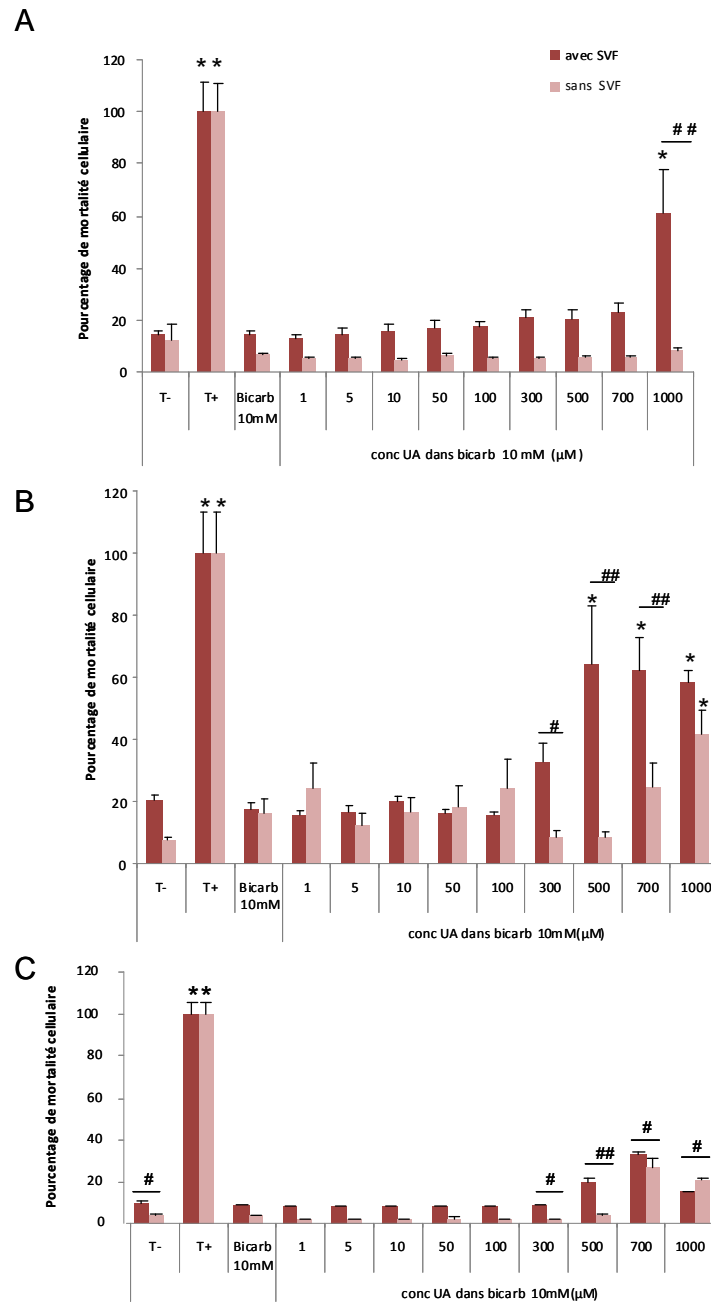 A
avec SVF
sans SVF
Pourcentage de mortalité cellulaire
120
100
80
60
40
20
0
* *
*
# #
T- T+ Bicarb 10mM 1 5 10 50 100 300 500 700 1000
conc UA dans bicarb 10 mM (µM)
B
Pourcentage de mortalité cellulaire
120
100
80
60
40
20
0
* *
#
##
*
##
*
*
*
T- T+ Bicarb 10mM 1 5 10 50 100 300 500 700 1000
conc UA dans bicarb 10mM(µM)
C
Pourcentage de mortalité cellulaire
120
100
80
60
40
20
0
#
**
#
##
#
#
T- T+ Bicarb 10mM 1 5 10 50 100 300 500 700 1000
conc UA dans bicarb 10mM(µM)